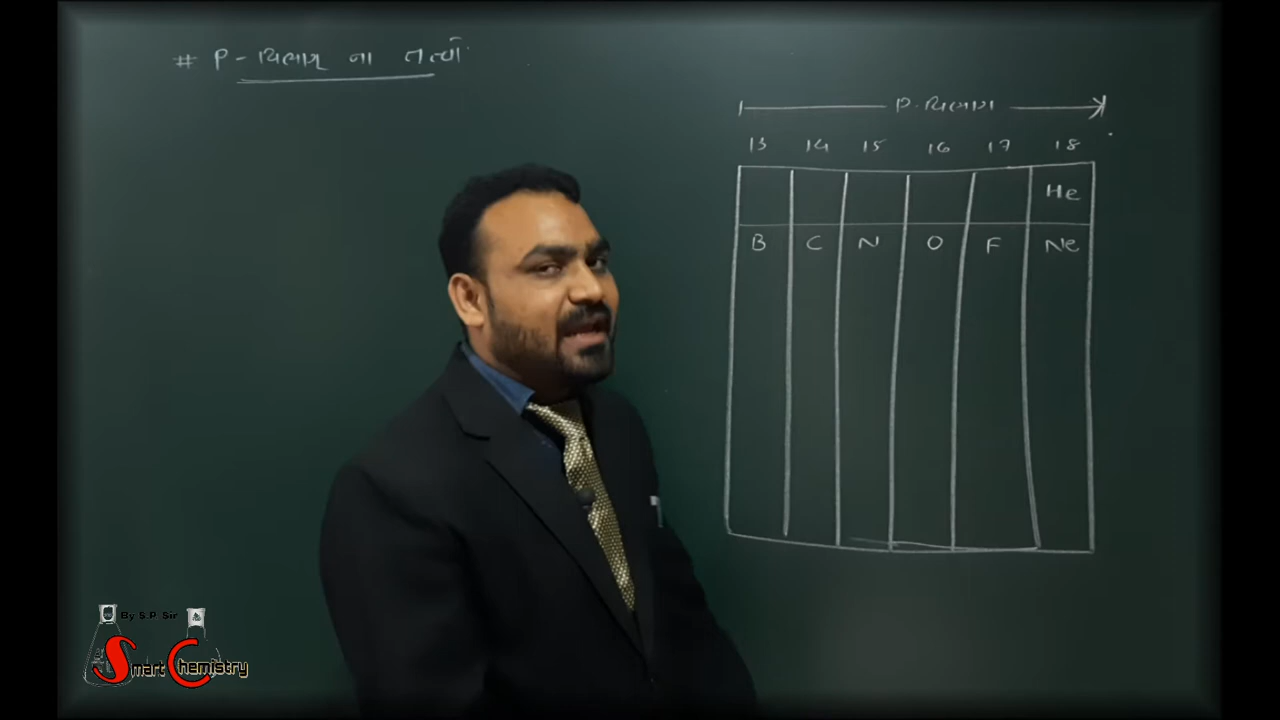 # P - વિભાગ ના તત્વો
P-વિભાગ
13 14 15 16 17 18
He
B C N O F Ne
By S.P. Sir
Smart Chemistry